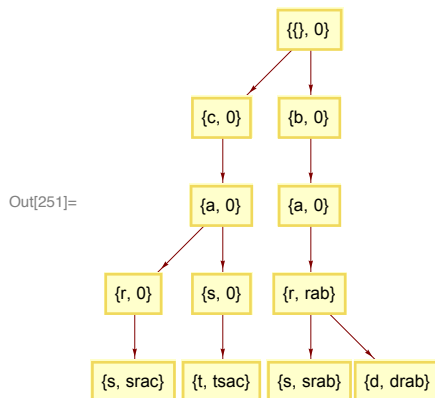 {{}, 0}
{c, 0} {b, 0}
Out[251]= {a, 0} {a, 0}
{r, 0} {s, 0} {r, rab}
{s, srac} {t, tsac} {s, srab} {d, drab}